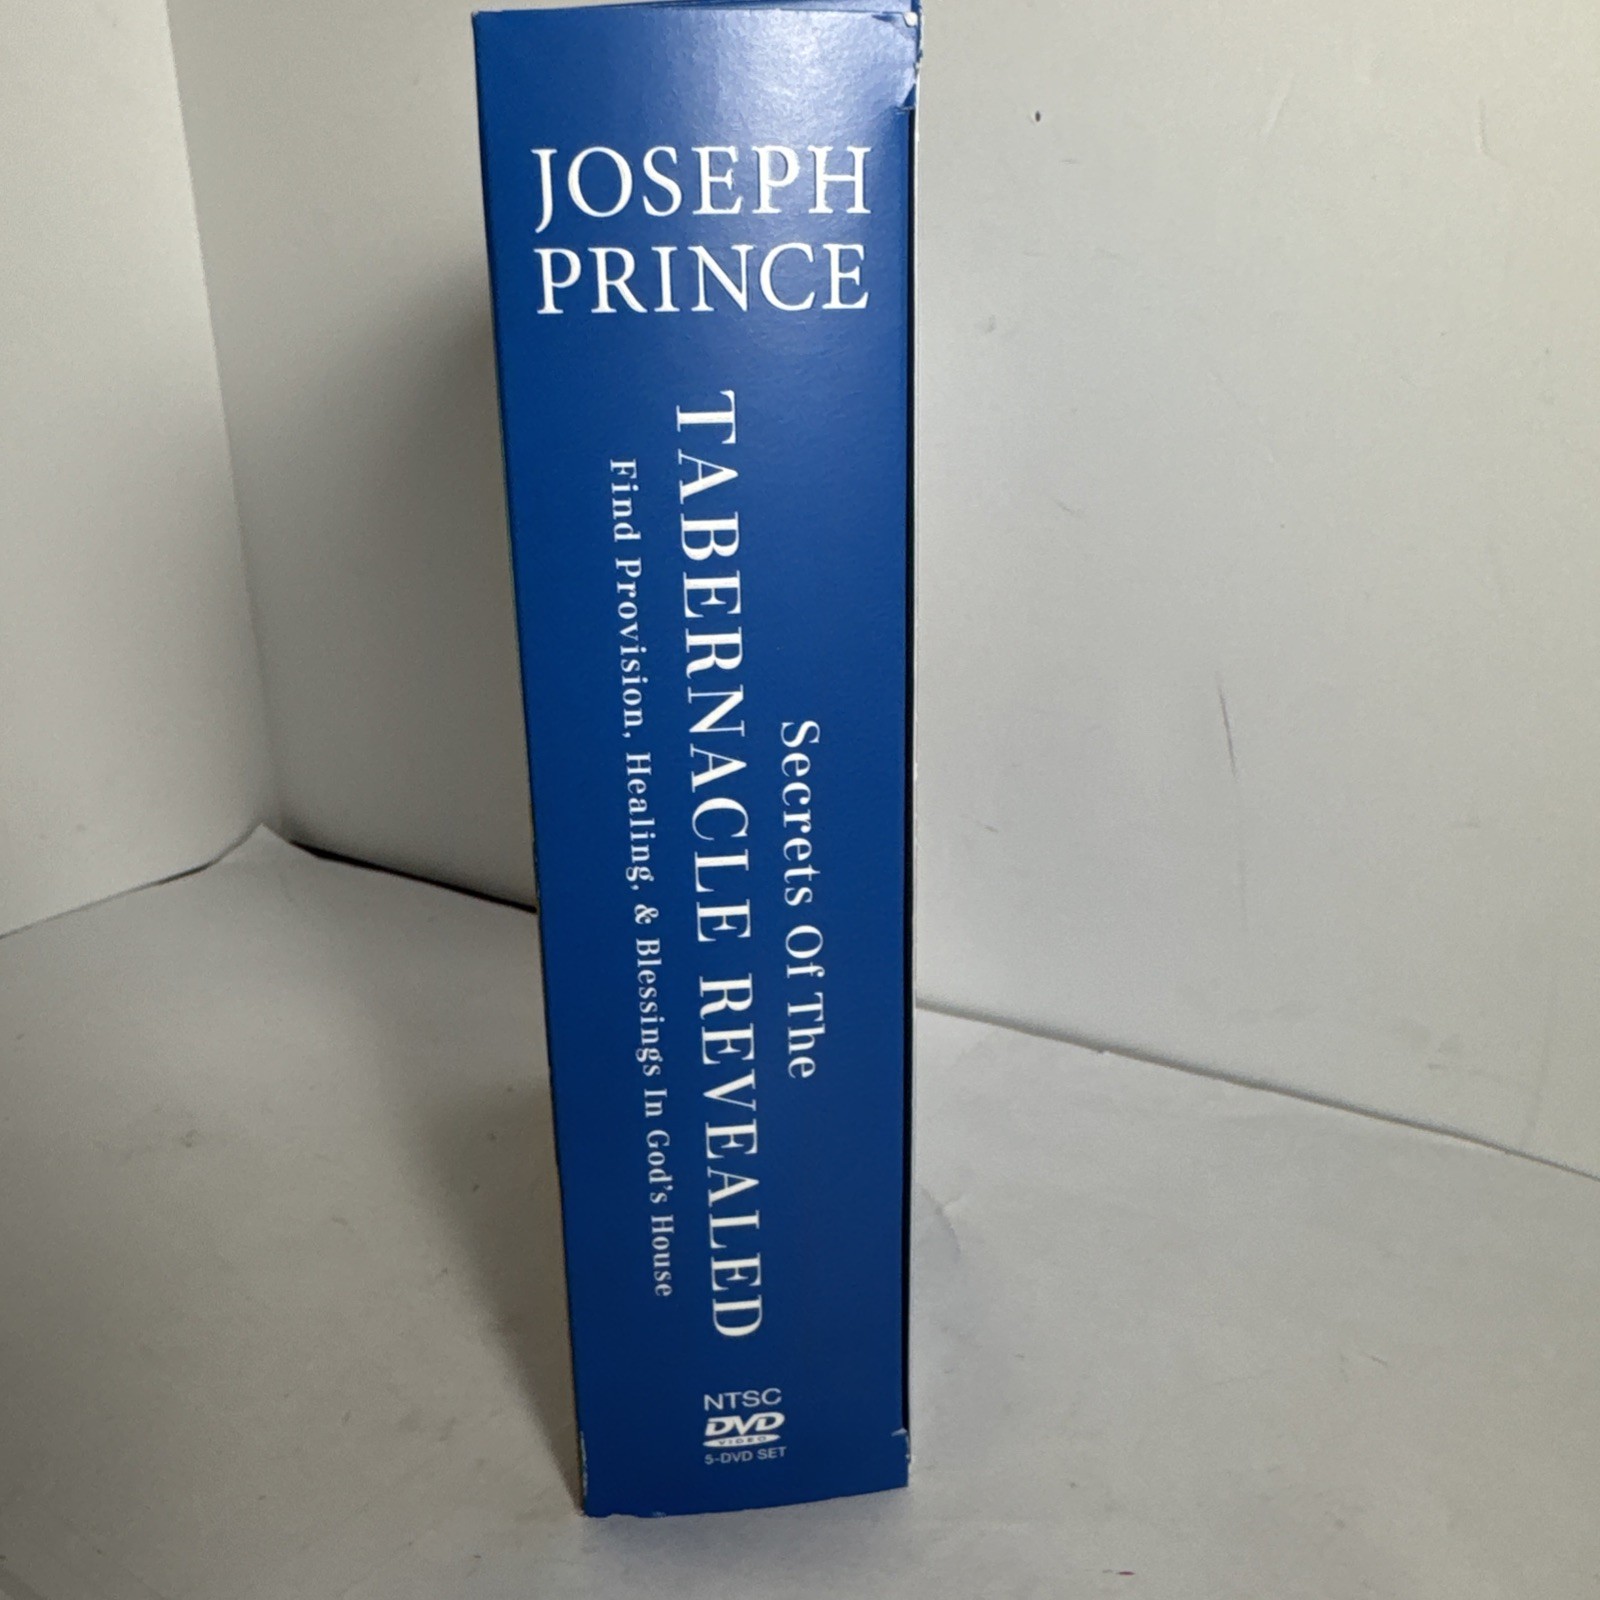 JOSEPH
PRINCE
Secrets Of The
TABERNACLE REVEALED
Find Provision, Healing, & Blessings In God's House
NTSC
DVD
VIDEO
5-DVD SET